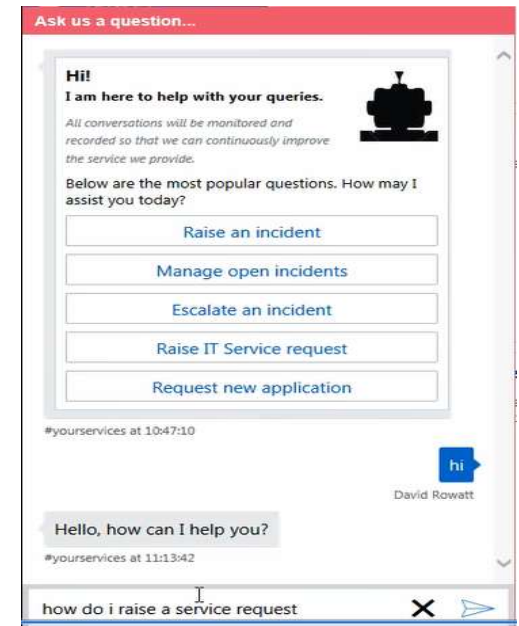 Ask us a question...
Hi!
I am here to help with your queries.
All conversations will be monitored and
recorded so that we can continuously improve
the service we provide.
Below are the most popular questions. How may I
assist you today?
Raise an incident
Manage open incidents
Escalate an incident
Raise IT Service request
Request new application
#yourservices at 10:47:10
hi
David Rowatt
Hello, how can I help you?
#yourservices at 11:13:42
how do i raise a service request